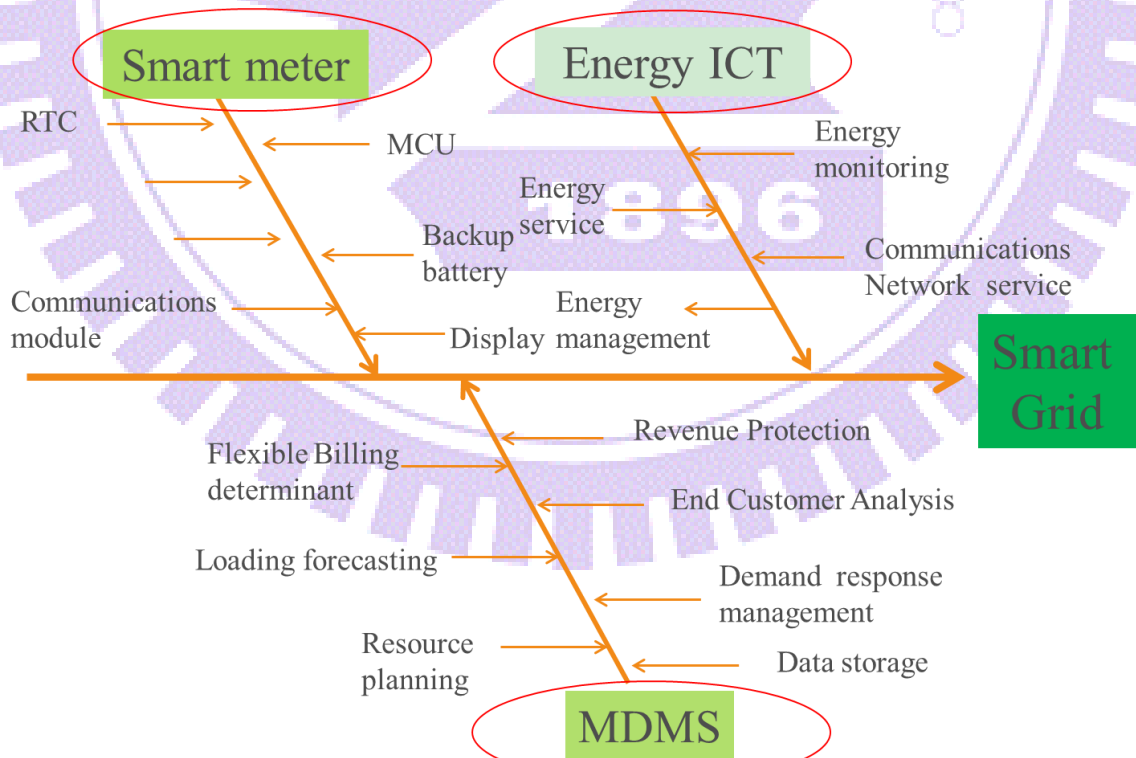 Smart meter
Energy ICT
RTC
MCU
Energy
monitoring
Energy
service
Backup
battery
Communications
Network service
Communications
module
Energy
management
Display
Smart
Grid
Revenue Protection
Flexible Billing
determinant
End Customer Analysis
Loading forecasting
Demand response
management
Resource
planning
Data storage
MDMS
1896